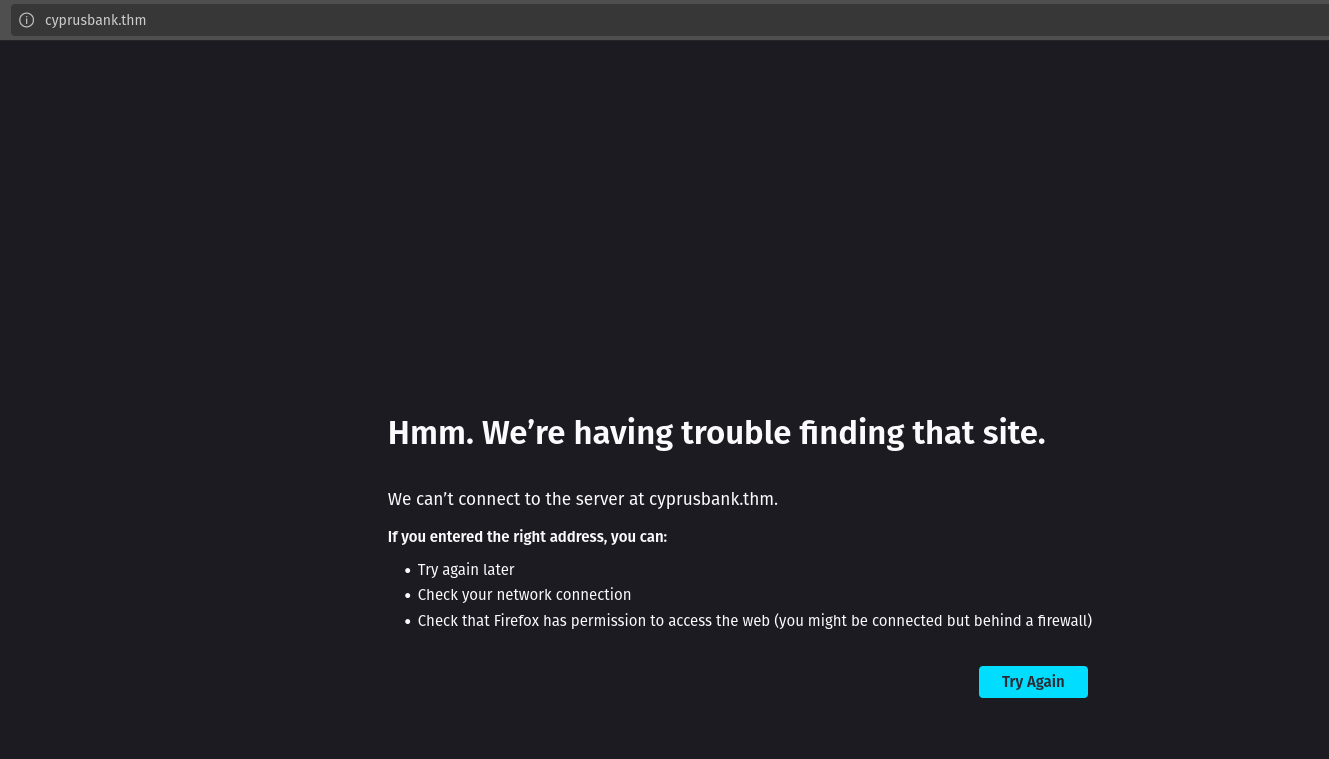 cyprusbank.thm
Hmm. We’re having trouble finding that site.
We can’t connect to the server at cyprusbank.thm.
If you entered the right address, you can:
• Try again later
• Check your network connection
• Check that Firefox has permission to access the web (you might be connected but behind a firewall)
Try Again